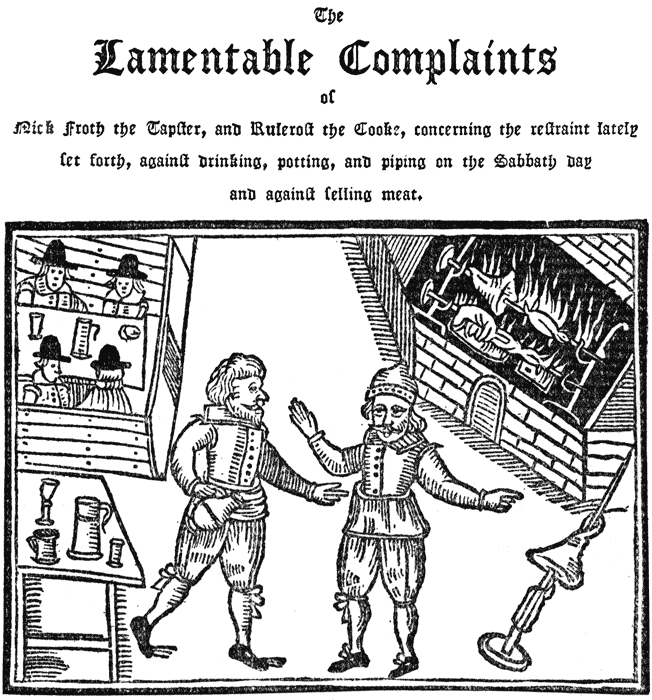 The
Lamentable Complaints
of
Nick Froth the Tapster, and Rulerost the Cooke, concerning the restraint lately
set forth, against drinking, potting, and piping on the Sabbath day
and against selling meat.